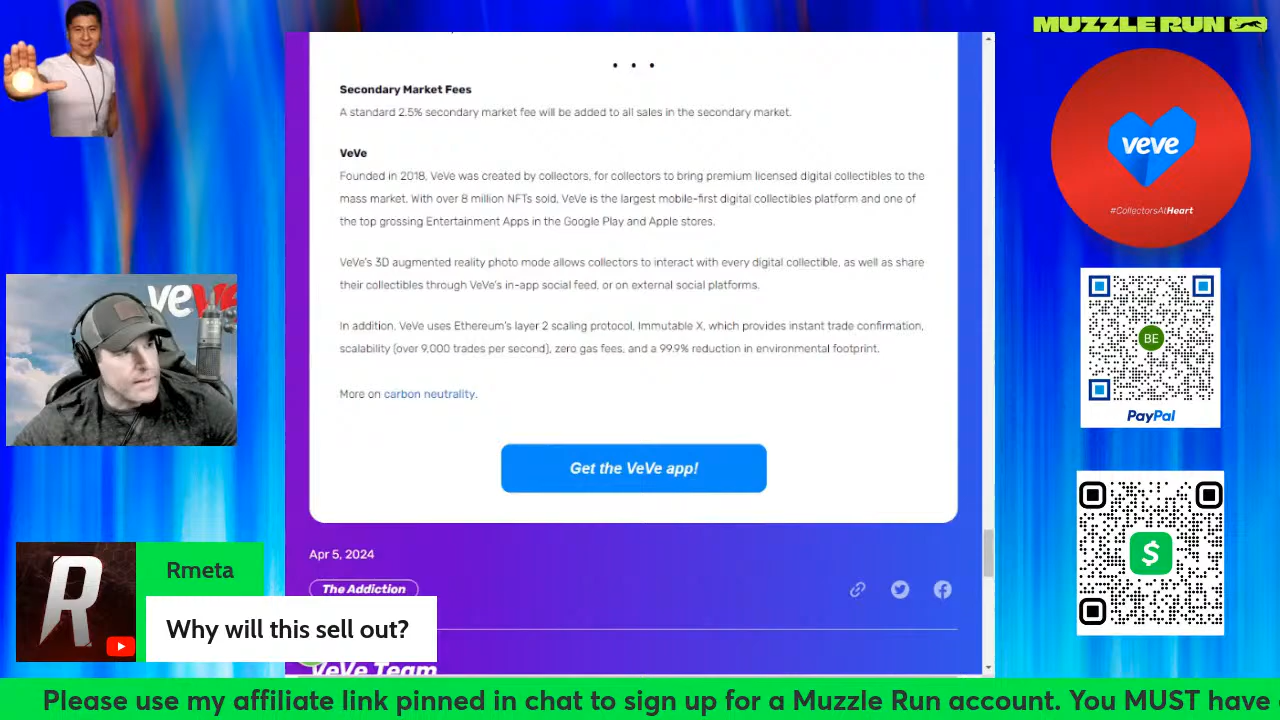 MUZZLE RUN
• • •
Secondary Market Fees
A standard 2.5% secondary market fee will be added to all sales in the secondary market.
VeVe
Founded in 2018, VeVe was created by collectors, for collectors to bring premium licensed digital collectibles to the
mass market. With over 8 million NFTs sold, VeVe is the largest mobile-first digital collectibles platform and one of
the top grossing Entertainment Apps in the Google Play and Apple stores.
VeVe's 3D augmented reality photo mode allows collectors to interact with every digital collectible, as well as share
their collectibles through VeVe's in-app social feed, or on external social platforms.
In addition, VeVe uses Ethereum's layer 2 scaling protocol, Immutable X, which provides instant trade confirmation,
scalability (over 9,000 trades per second), zero gas fees, and a 99.9% reduction in environmental footprint.
More on carbon neutrality.
Get the VeVe app!
Apr 5, 2024
The Addiction
VeVe Team
veve
#CollectorsAtHeart
BE
PayPal
$
veve
R
Rmeta
Why will this sell out?
Please use my affiliate link pinned in chat to sign up for a Muzzle Run account. You MUST have